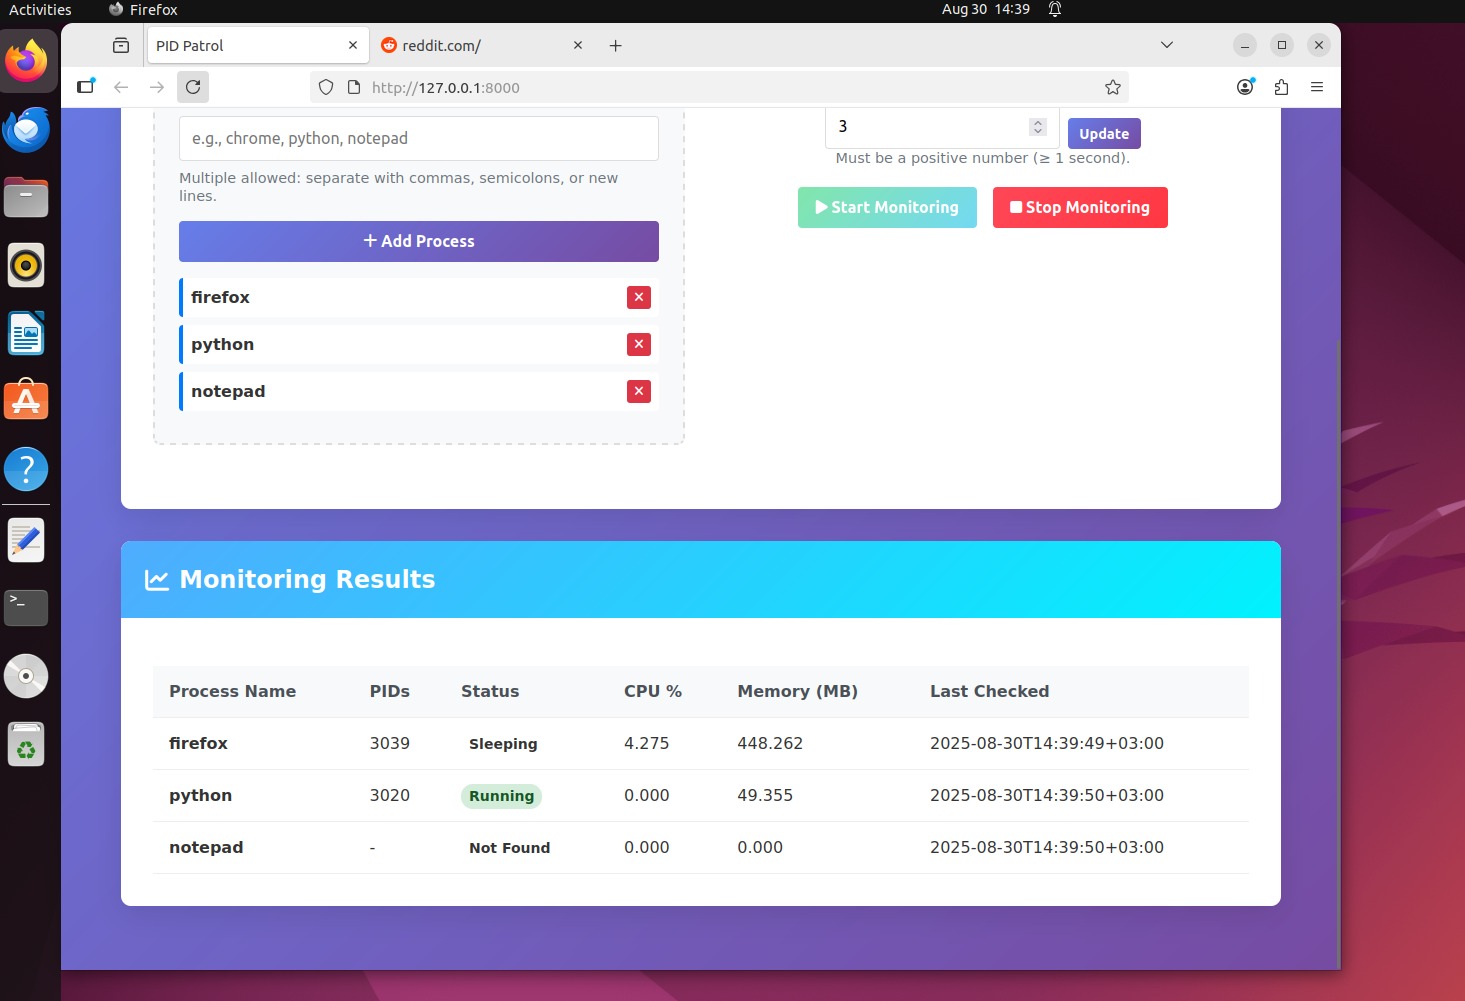 Activities
Firefox
Aug 30 14:39
PID Patrol
reddit.com/
http://127.0.0.1:8000
e.g., chrome, python, notepad
Multiple allowed: separate with commas, semicolons, or new
lines.
Add Process
firefox
python
notepad
3
Update
Must be a positive number (≥ 1 second).
Start Monitoring
Stop Monitoring
Monitoring Results
Process Name PIDs Status CPU % Memory (MB) Last Checked
firefox 3039 Sleeping 4.275 448.262 2025-08-30T14:39:49+03:00
python 3020 Running 0.000 49.355 2025-08-30T14:39:50+03:00
notepad - Not Found 0.000 0.000 2025-08-30T14:39:50+03:00